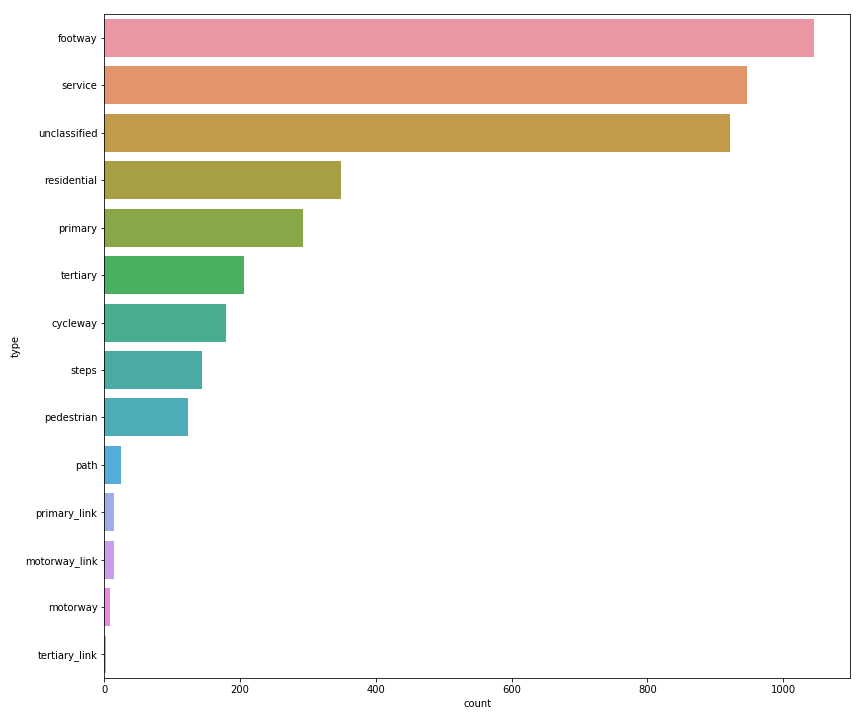 footway
service
unclassified
residential
primary
tertiary
cycleway
steps
pedestrian
path
primary_link
motorway_link
motorway
tertiary_link
type
0 200 400 600 800 1000
count